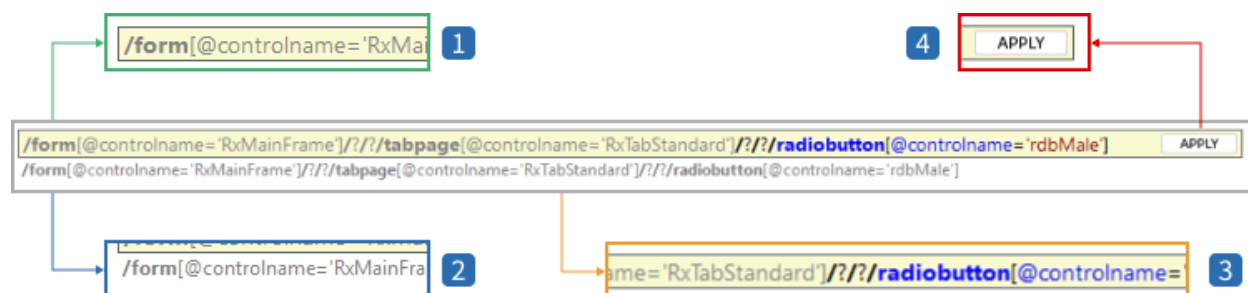 /form[@controlname='RxMai
1
4
APPLY
/form[@controlname='RxMainFrame']/?/?/tabpage[@controlname='RxTabStandard']/?/?/radiobutton[@controlname='rdbMale']
APPLY
/form[@controlname='RxMainFrame']/?/?/tabpage[@controlname='RxTabStandard']/?/?/radiobutton[@controlname='rdbMale']
/form[@controlname='RxMainFra
2
ame='RxTabStandard']/?/?/radiobutton[@controlname='
3